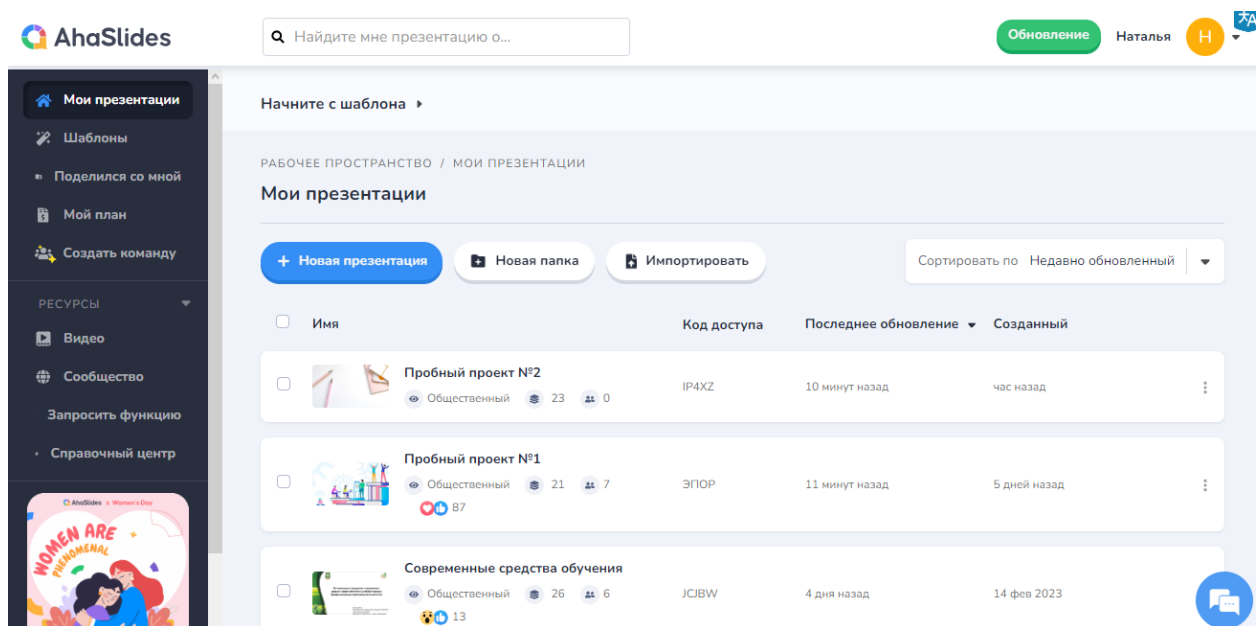 AhaSlides
Найдите мне презентацию о...
Обновление
Наталья
Н
Мои презентации
Шаблоны
Поделился со мной
Мой план
Создать команду
РЕСУРСЫ
Видео
Сообщество
Запросить функцию
Справочный центр
AhaSlides x Women's Day
WOMEN ARE
PHENOMENAL
Начните с шаблона
РАБОЧЕЕ ПРОСТРАНСТВО / МОИ ПРЕЗЕНТАЦИИ
Мои презентации
+ Новая презентация
Новая папка
Импортировать
Сортировать по Недавно обновленный
Имя
Код доступа
Последнее обновление
Созданный
Пробный проект №2
Общественный 23 0
IP4XZ
10 минут назад
час назад
Пробный проект №1
Общественный 21 7
87
ЭПОР
11 минут назад
5 дней назад
Современные средства обучения
Общественный 26 6
13
JCJBW
4 дня назад
14 фев 2023